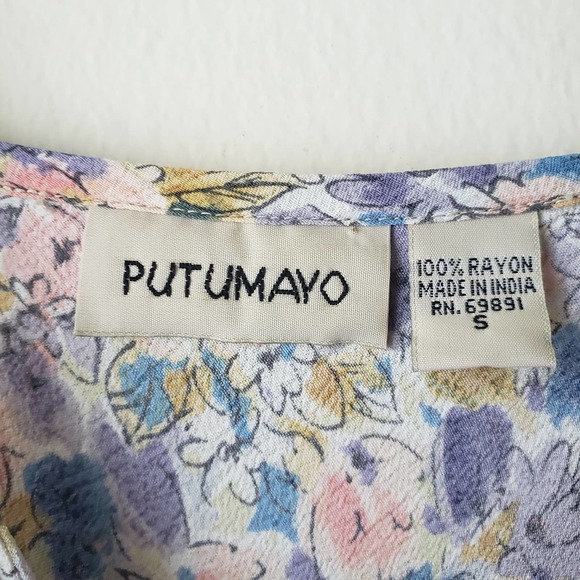 PUTUMAYO
100% RAYON
MADE IN INDIA
RN. 69891
S